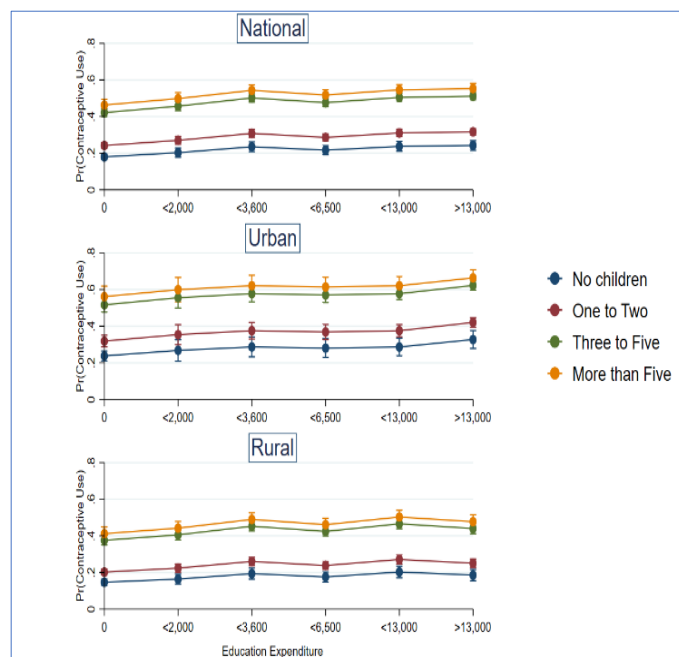 National
Pr(Contraceptive Use)
.8
.6
.4
.2
0
0 <2,000 <3,600 <6,500 <13,000 >13,000
Urban
Pr(Contraceptive Use)
.8
.6
.4
.2
0
0 <2,000 <3,600 <6,500 <13,000 >13,000
No children
One to Two
Three to Five
More than Five
Rural
Pr(Contraceptive Use)
.8
.6
.4
.2
0
0 <2,000 <3,600 <6,500 <13,000 >13,000
Education Expenditure